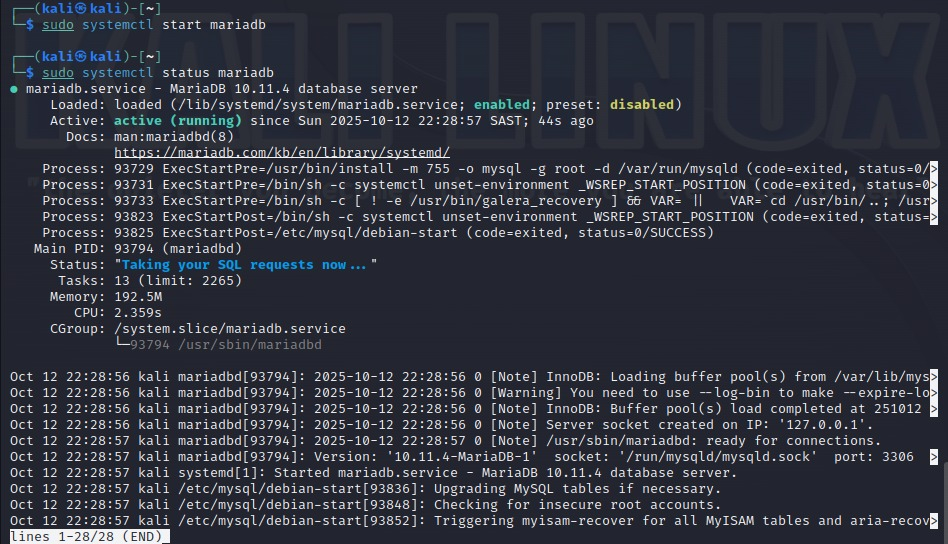 ┌──(kali㉿kali)-[~]
└─$ sudo systemctl start mariadb
┌──(kali㉿kali)-[~]
└─$ sudo systemctl status mariadb
● mariadb.service - MariaDB 10.11.4 database server
Loaded: loaded (/lib/systemd/system/mariadb.service; enabled; preset: disabled)
Active: active (running) since Sun 2025-10-12 22:28:57 SAST; 44s ago
Docs: man:mariadbd(8)
https://mariadb.com/kb/en/library/systemd/
Process: 93729 ExecStartPre=/usr/bin/install -m 755 -o mysql -g root -d /var/run/mysqld (code=exited, status=0/>
Process: 93731 ExecStartPre=/bin/sh -c systemctl unset-environment _WSREP_START_POSITION (code=exited, status=0>
Process: 93733 ExecStartPre=/bin/sh -c [ ! -e /usr/bin/galera_recovery ] && VAR= || VAR=`cd /usr/bin/..; /usr>
Process: 93823 ExecStartPost=/bin/sh -c systemctl unset-environment _WSREP_START_POSITION (code=exited, status=>
Process: 93825 ExecStartPost=/etc/mysql/debian-start (code=exited, status=0/SUCCESS)
Main PID: 93794 (mariadbd)
Status: "Taking your SQL requests now..."
Tasks: 13 (limit: 2265)
Memory: 192.5M
CPU: 2.359s
CGroup: /system.slice/mariadb.service
└─93794 /usr/sbin/mariadbd
Oct 12 22:28:56 kali mariadbd[93794]: 2025-10-12 22:28:56 0 [Note] InnoDB: Loading buffer pool(s) from /var/lib/mys>
Oct 12 22:28:56 kali mariadbd[93794]: 2025-10-12 22:28:56 0 [Warning] You need to use --log-bin to make --expire-lo>
Oct 12 22:28:56 kali mariadbd[93794]: 2025-10-12 22:28:56 0 [Note] InnoDB: Buffer pool(s) load completed at 251012 >
Oct 12 22:28:56 kali mariadbd[93794]: 2025-10-12 22:28:56 0 [Note] Server socket created on IP: '127.0.0.1'.
Oct 12 22:28:57 kali mariadbd[93794]: 2025-10-12 22:28:57 0 [Note] /usr/sbin/mariadbd: ready for connections.
Oct 12 22:28:57 kali mariadbd[93794]: Version: '10.11.4-MariaDB-1' socket: '/run/mysqld/mysqld.sock' port: 3306 >
Oct 12 22:28:57 kali systemd[1]: Started mariadb.service - MariaDB 10.11.4 database server.
Oct 12 22:28:57 kali /etc/mysql/debian-start[93836]: Upgrading MySQL tables if necessary.
Oct 12 22:28:57 kali /etc/mysql/debian-start[93848]: Checking for insecure root accounts.
Oct 12 22:28:57 kali /etc/mysql/debian-start[93852]: Triggering myisam-recover for all MyISAM tables and aria-recov>
lines 1-28/28 (END)
KALI LINUX